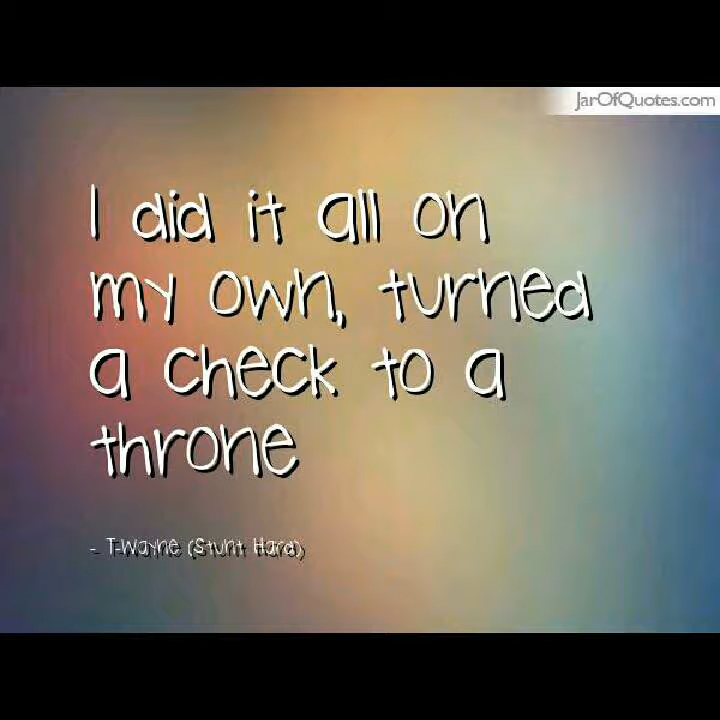 JarOfQuotes.com
I did it all on
my own, turned
a check to a
throne
- T-Wayne (Stunt Hard)